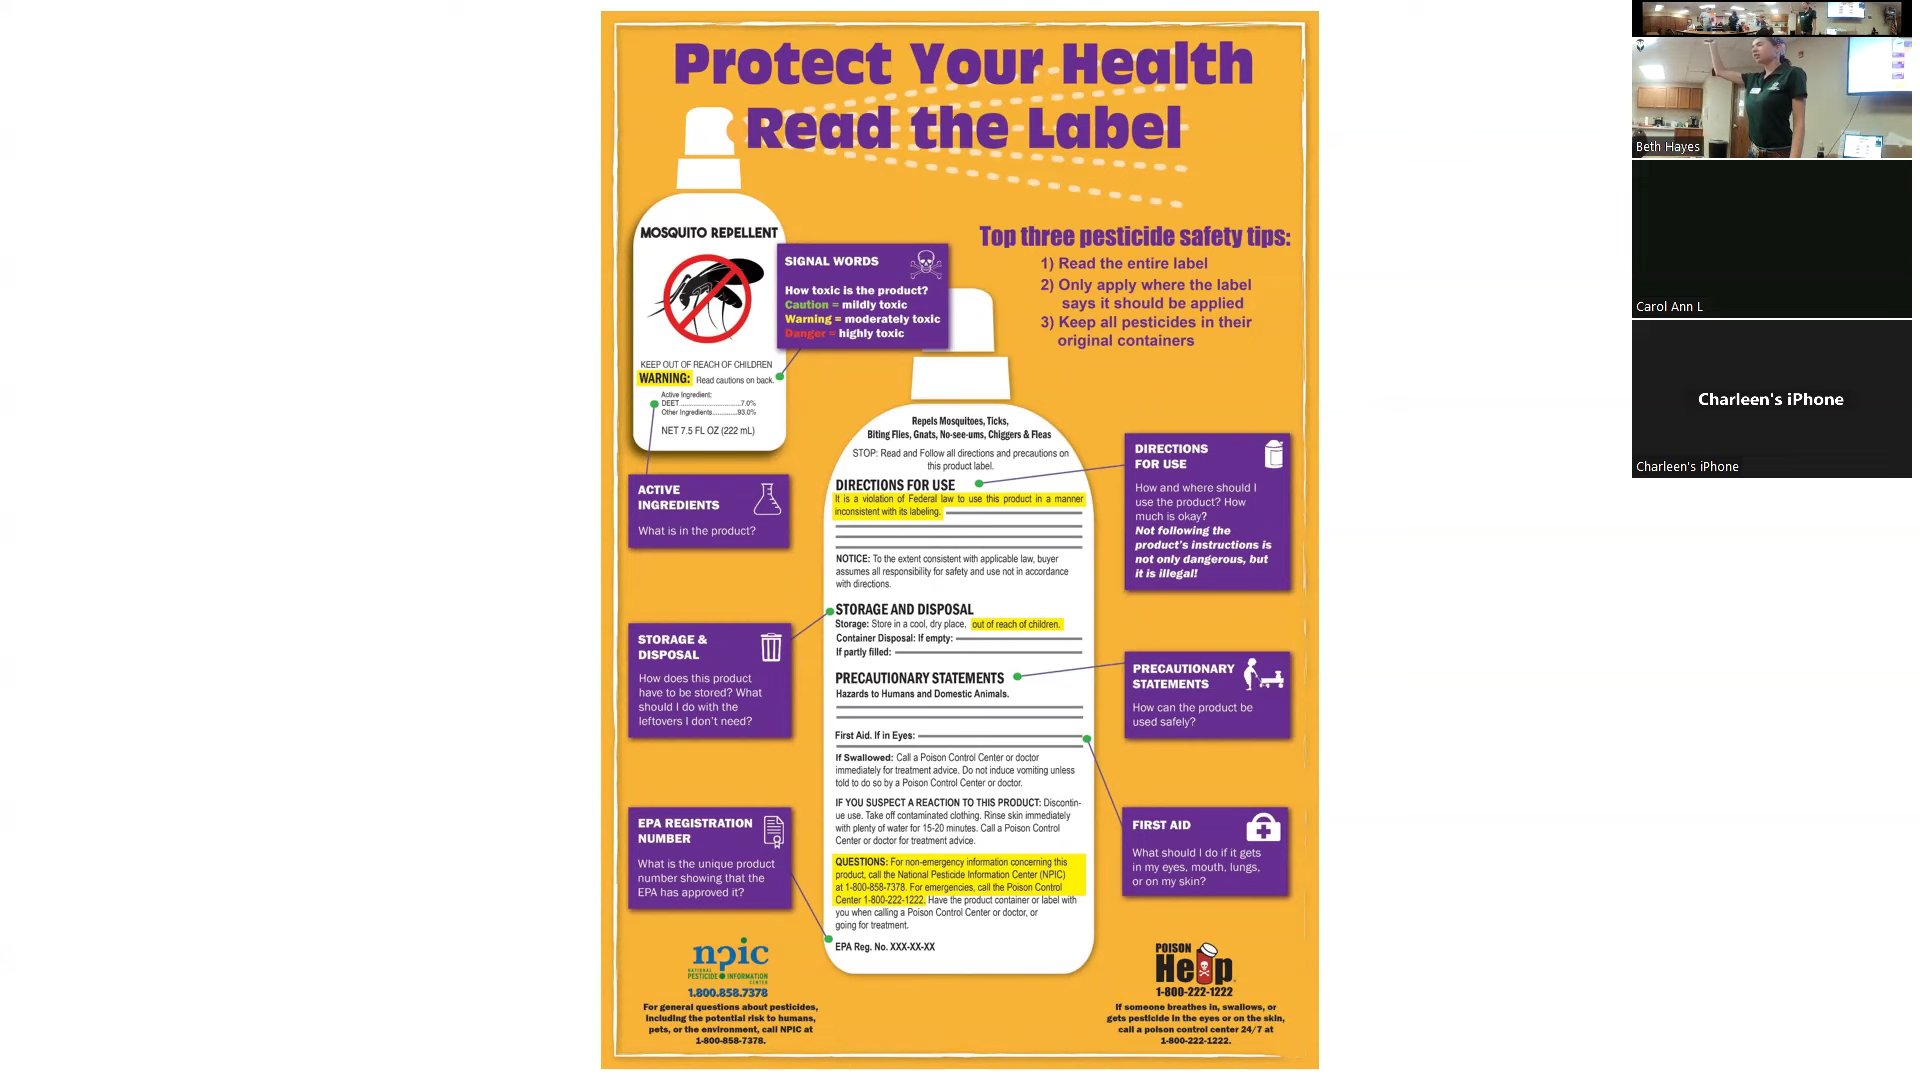 Protect Your Health
Read the Label
MOSQUITO REPELLENT
KEEP OUT OF REACH OF CHILDREN
WARNING: Read cautions on back.
Active Ingredient:
DEET..............................7.0%
Other Ingredients.............93.0%
NET 7.5 FL OZ (222 mL)
SIGNAL WORDS
How toxic is the product?
Caution = mildly toxic
Warning = moderately toxic
Danger = highly toxic
Top three pesticide safety tips:
1) Read the entire label
2) Only apply where the label
says it should be applied
3) Keep all pesticides in their
original containers
ACTIVE
INGREDIENTS
What is in the product?
STORAGE &
DISPOSAL
How does this product
have to be stored? What
should I do with the
leftovers I don't need?
EPA REGISTRATION
NUMBER
What is the unique product
number showing that the
EPA has approved it?
Repels Mosquitoes, Ticks,
Biting Flies, Gnats, No-see-ums, Chiggers & Fleas
STOP: Read and Follow all directions and precautions on
this product label.
DIRECTIONS FOR USE
It is a violation of Federal law to use this product in a manner
inconsistent with its labeling.
NOTICE: To the extent consistent with applicable law, buyer
assumes all responsibility for safety and use not in accordance
with directions.
STORAGE AND DISPOSAL
Storage: Store in a cool, dry place, out of reach of children.
Container Disposal: If empty:
If partly filled:
PRECAUTIONARY STATEMENTS
Hazards to Humans and Domestic Animals.
First Aid. If in Eyes:
If Swallowed: Call a Poison Control Center or doctor
immediately for treatment advice. Do not induce vomiting unless
told to do so by a Poison Control Center or doctor.
IF YOU SUSPECT A REACTION TO THIS PRODUCT: Discontin-
ue use. Take off contaminated clothing. Rinse skin immediately
with plenty of water for 15-20 minutes. Call a Poison Control
Center or doctor for treatment advice.
QUESTIONS: For non-emergency information concerning this
product, call the National Pesticide Information Center (NPIC)
at 1-800-858-7378. For emergencies, call the Poison Control
Center 1-800-222-1222. Have the product container or label with
you when calling a Poison Control Center or doctor, or
going for treatment.
EPA Reg. No. XXX-XX-XX
DIRECTIONS
FOR USE
How and where should I
use the product? How
much is okay?
Not following the
product's instructions is
not only dangerous, but
it is illegal!
PRECAUTIONARY
STATEMENTS
How can the product be
used safely?
FIRST AID
What should I do if it gets
in my eyes, mouth, lungs,
or on my skin?
npic
NATIONAL
PESTICIDE INFORMATION
CENTER
1.800.858.7378
For general questions about pesticides,
including the potential risk to humans,
pets, or the environment, call NPIC at
1-800-858-7378.
POISON
Help
1-800-222-1222
If someone breathes in, swallows, or
gets pesticide in the eyes or on the skin,
call a poison control center 24/7 at
1-800-222-1222.
Beth Hayes
Carol Ann L
Charleen's iPhone
Charleen's iPhone